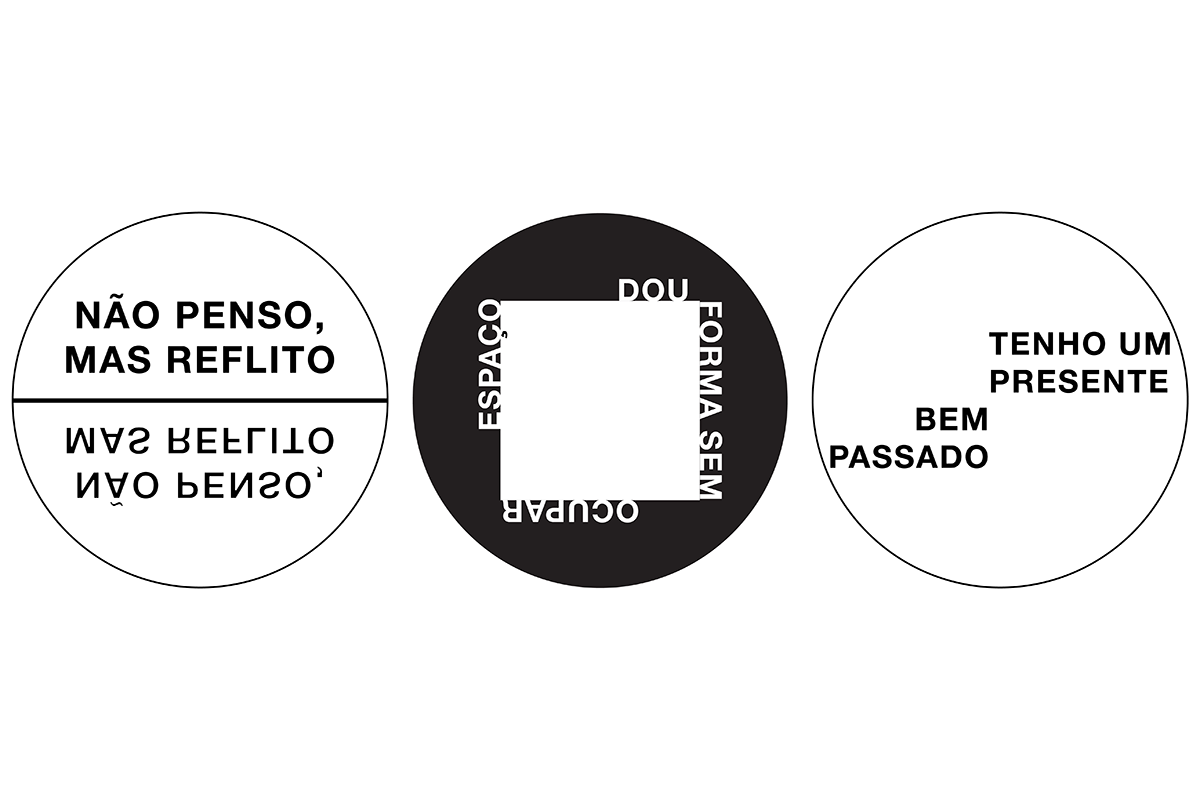 NÃO PENSO,
MAS REFLITO
MAS REFLITO
NÃO PENSO,
DOU
FORMA SEM
OCUPAR
ESPAÇO
TENHO UM
PRESENTE
BEM
PASSADO